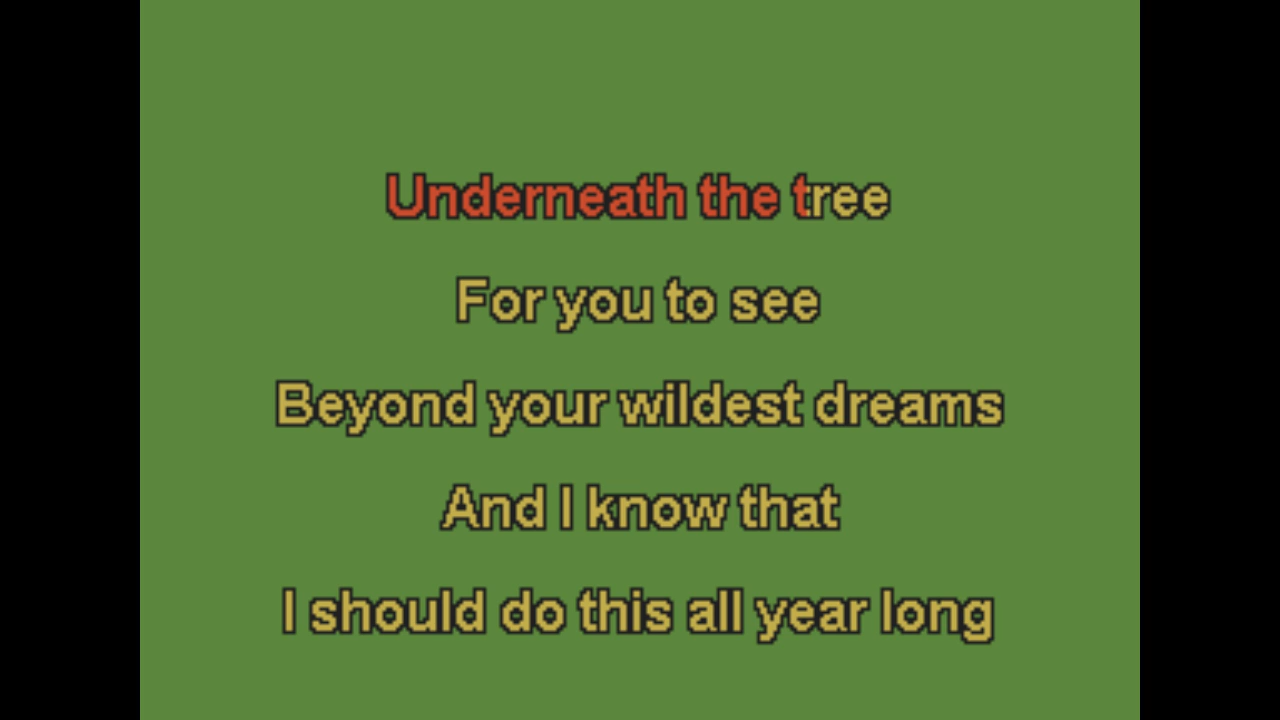 Underneath the tree
For you to see
Beyond your wildest dreams
And I know that
I should do this all year long